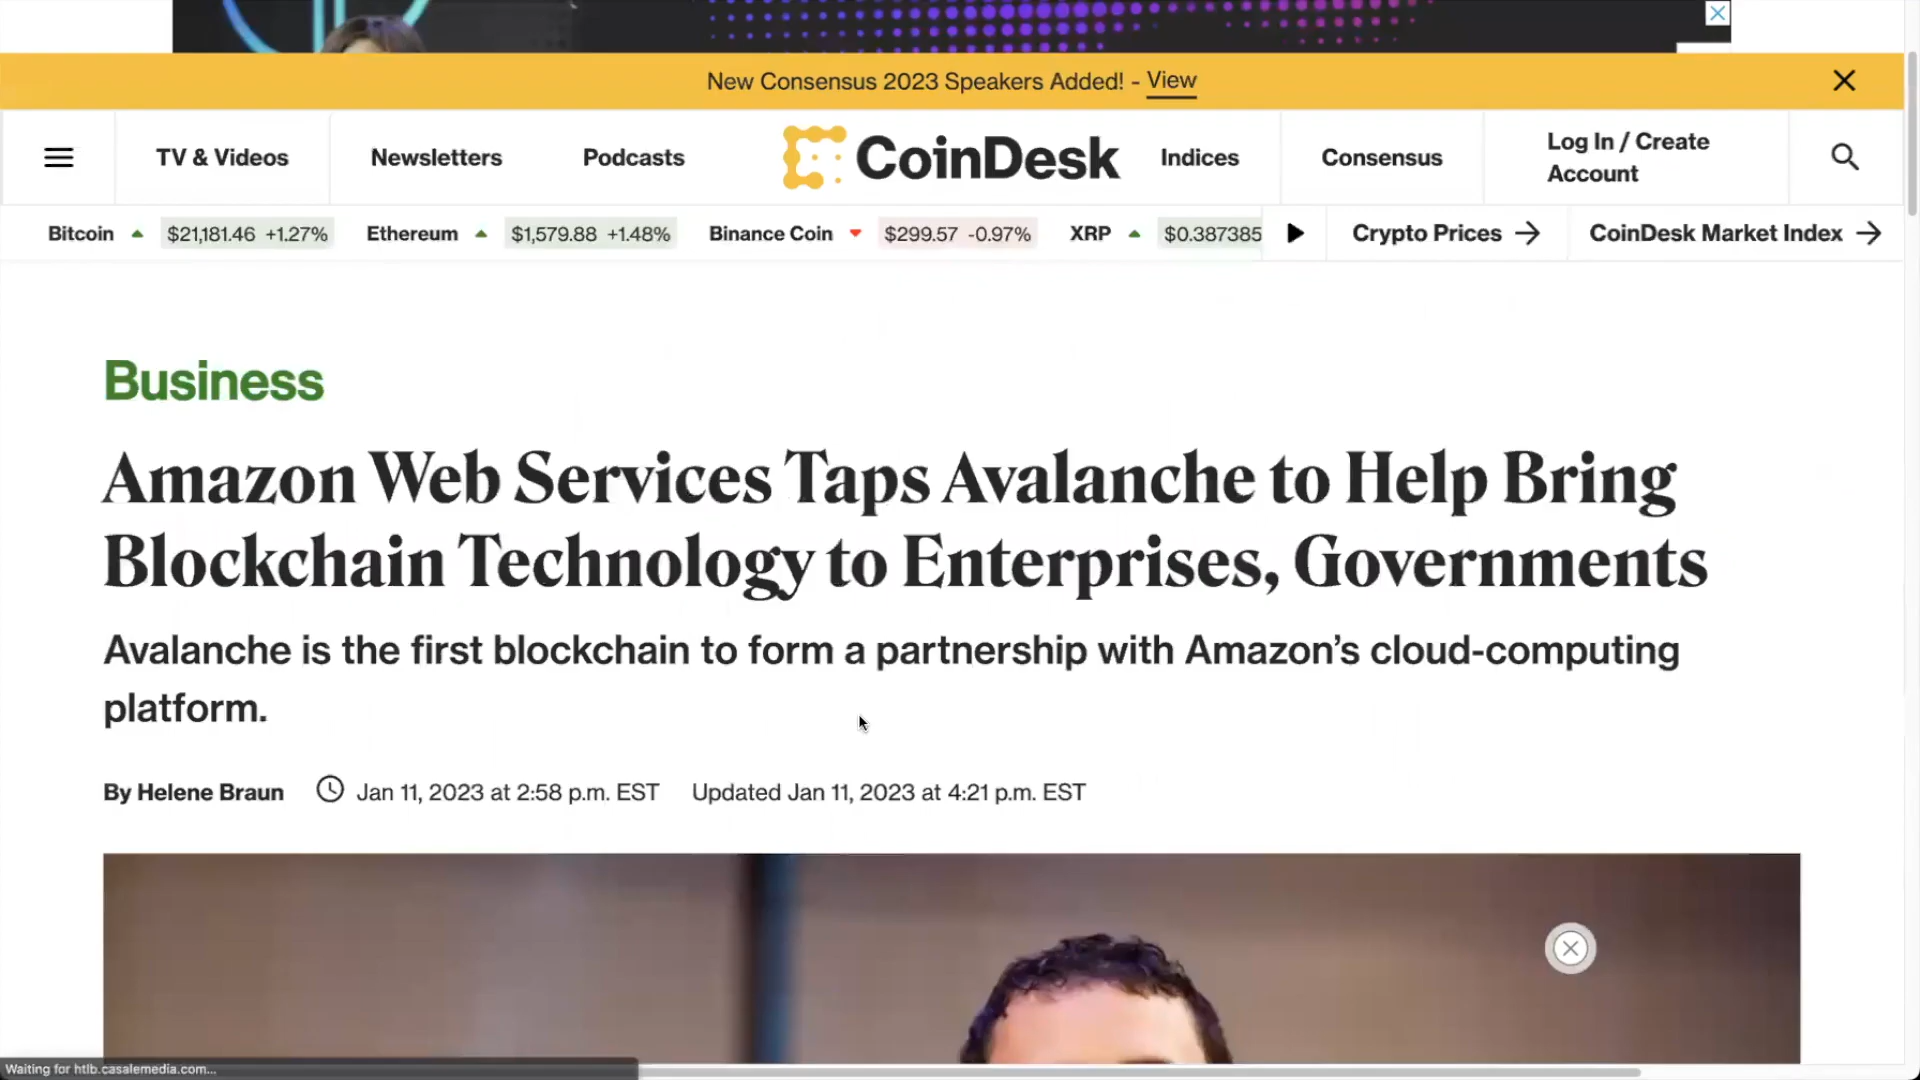 New Consensus 2023 Speakers Added! - View
TV & Videos
Newsletters
Podcasts
CoinDesk
Indices
Consensus
Log In / Create
Account
Bitcoin $21,181.46 +1.27%
Ethereum $1,579.88 +1.48%
Binance Coin $299.57 -0.97%
XRP $0.387385
Crypto Prices
CoinDesk Market Index
Business
Amazon Web Services Taps Avalanche to Help Bring
Blockchain Technology to Enterprises, Governments
Avalanche is the first blockchain to form a partnership with Amazon’s cloud-computing
platform.
By Helene Braun Jan 11, 2023 at 2:58 p.m. EST Updated Jan 11, 2023 at 4:21 p.m. EST
Waiting for htlb.casalemedia.com...